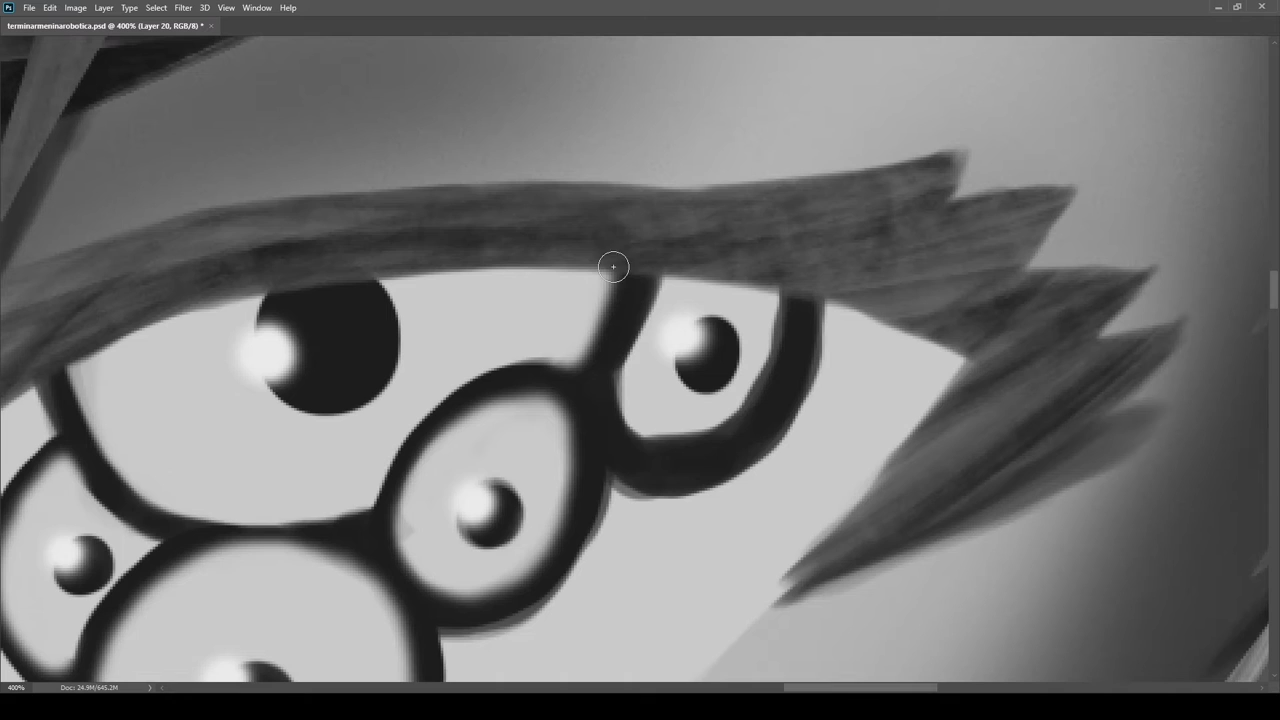 Ps File Edit Image Layer Type Select Filter 3D View Window Help
terminarmeninarobotica.psd @ 400% (Layer 20, RGB/8) *
400% Doc: 24.9M/645.2M